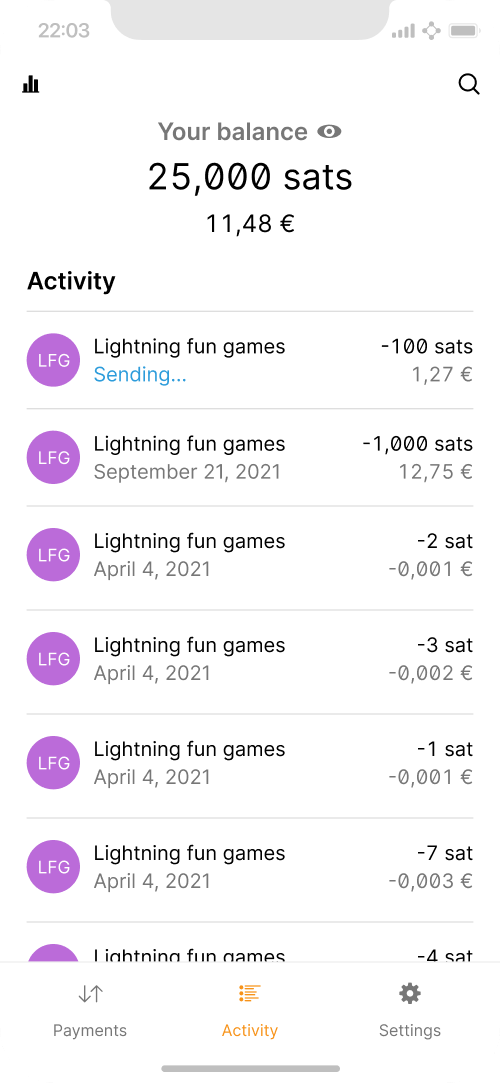 22:03
Your balance
25,000 sats
11,48 €
Activity
LFG
Lightning fun games
-100 sats
Sending...
1,27 €
LFG
Lightning fun games
-1,000 sats
September 21, 2021
12,75 €
LFG
Lightning fun games
-2 sat
April 4, 2021
-0,001 €
LFG
Lightning fun games
-3 sat
April 4, 2021
-0,002 €
LFG
Lightning fun games
-1 sat
April 4, 2021
-0,001 €
LFG
Lightning fun games
-7 sat
April 4, 2021
-0,003 €
Lightning fun games
-4 sat
Payments
Activity
Settings